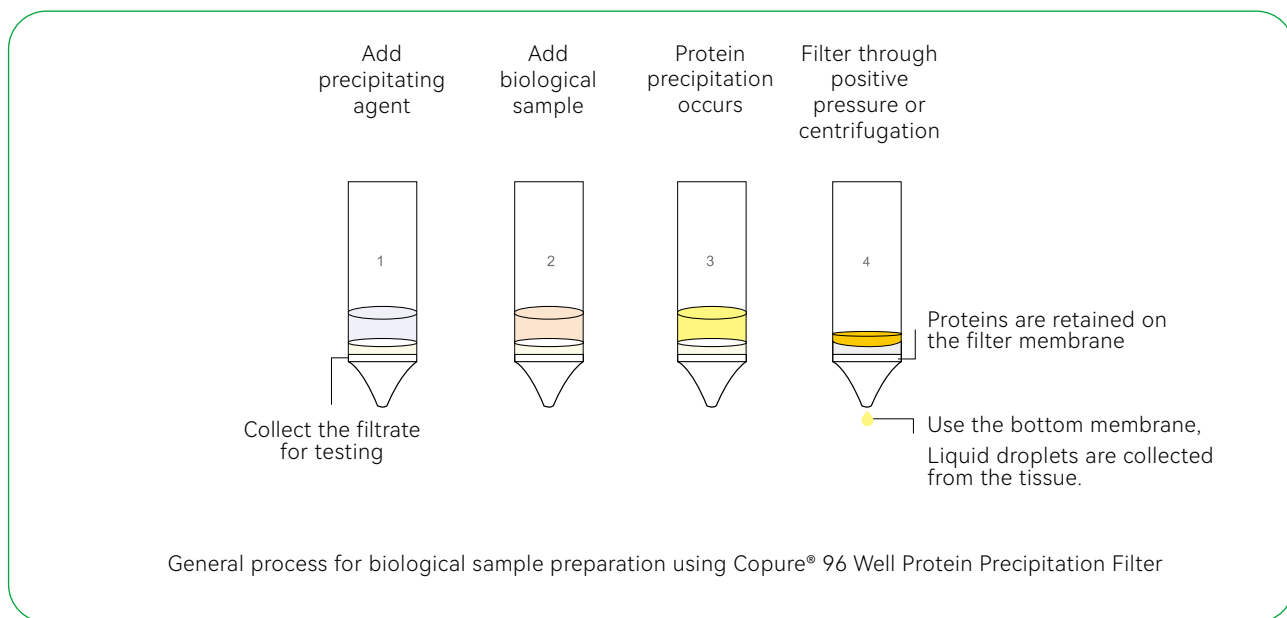 Add
precipitating
agent
Add
biological
sample
Protein
precipitation
occurs
Filter through
positive
pressure or
centrifugation
1
2
3
4
Proteins are retained on
the filter membrane
Collect the filtrate
for testing
Use the bottom membrane,
Liquid droplets are collected
from the tissue.
General process for biological sample preparation using Copure® 96 Well Protein Precipitation Filter